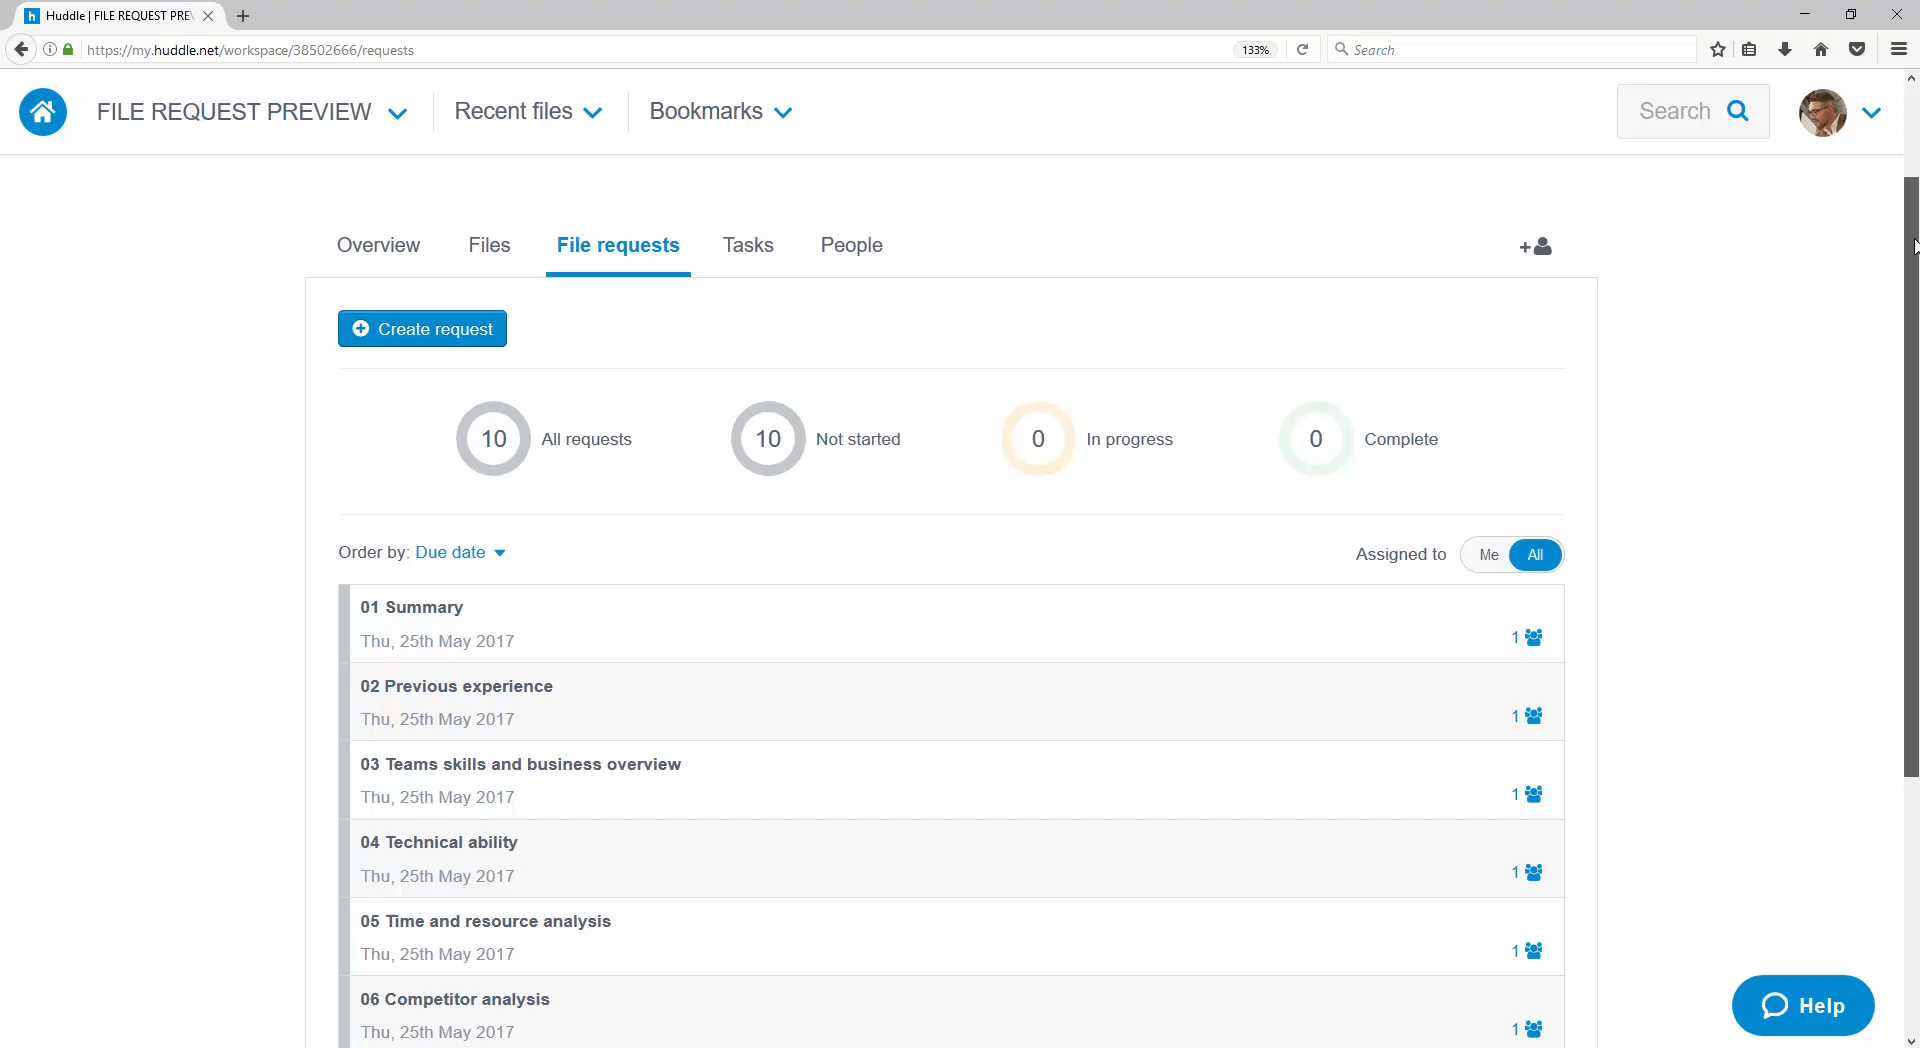 h Huddle | FILE REQUEST PRE
https://my.huddle.net/workspace/38502666/requests
133%
Search
FILE REQUEST PREVIEW
Recent files
Bookmarks
Search
Overview
Files
File requests
Tasks
People
+
Create request
10 All requests
10 Not started
0 In progress
0 Complete
Order by: Due date
Assigned to Me All
01 Summary
Thu, 25th May 2017
1
02 Previous experience
Thu, 25th May 2017
1
03 Teams skills and business overview
Thu, 25th May 2017
1
04 Technical ability
Thu, 25th May 2017
1
05 Time and resource analysis
Thu, 25th May 2017
1
06 Competitor analysis
Thu, 25th May 2017
1
Help